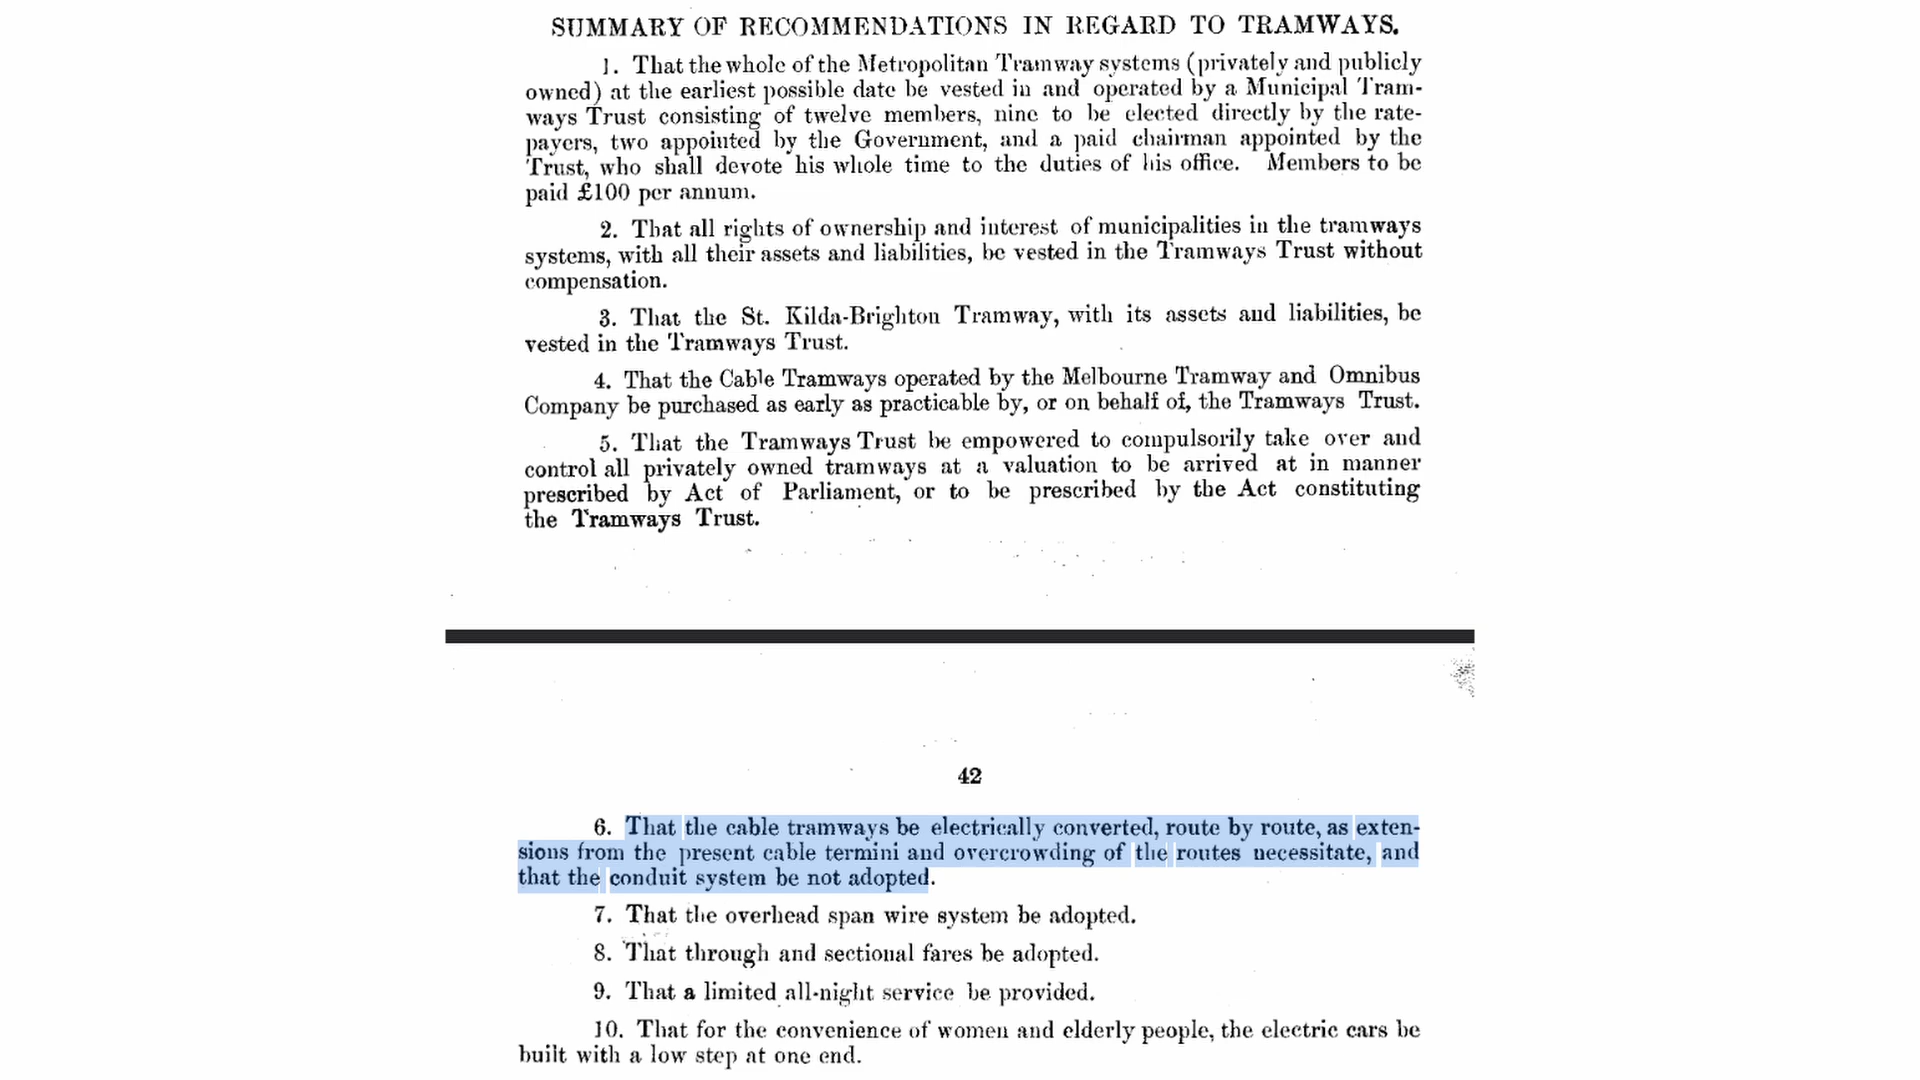 SUMMARY OF RECOMMENDATIONS IN REGARD TO TRAMWAYS.
1. That the whole of the Metropolitan Tramway systems (privately and publicly
owned) at the earliest possible date be vested in and operated by a Municipal Tram-
ways Trust consisting of twelve members, nine to be elected directly by the rate-
payers, two appointed by the Government, and a paid chairman appointed by the
Trust, who shall devote his whole time to the duties of his office. Members to be
paid £100 per annum.
2. That all rights of ownership and interest of municipalities in the tramways
systems, with all their assets and liabilities, be vested in the Tramways Trust without
compensation.
3. That the St. Kilda-Brighton Tramway, with its assets and liabilities, be
vested in the Tramways Trust.
4. That the Cable Tramways operated by the Melbourne Tramway and Omnibus
Company be purchased as early as practicable by, or on behalf of, the Tramways Trust.
5. That the Tramways Trust be empowered to compulsorily take over and
control all privately owned tramways at a valuation to be arrived at in manner
prescribed by Act of Parliament, or to be prescribed by the Act constituting
the Tramways Trust.
42
6. That the cable tramways be electrically converted, route by route, as exten-
sions from the present cable termini and overcrowding of the routes necessitate, and
that the conduit system be not adopted.
7. That the overhead span wire system be adopted.
8. That through and sectional fares be adopted.
9. That a limited all-night service be provided.
10. That for the convenience of women and elderly people, the electric cars be
built with a low step at one end.